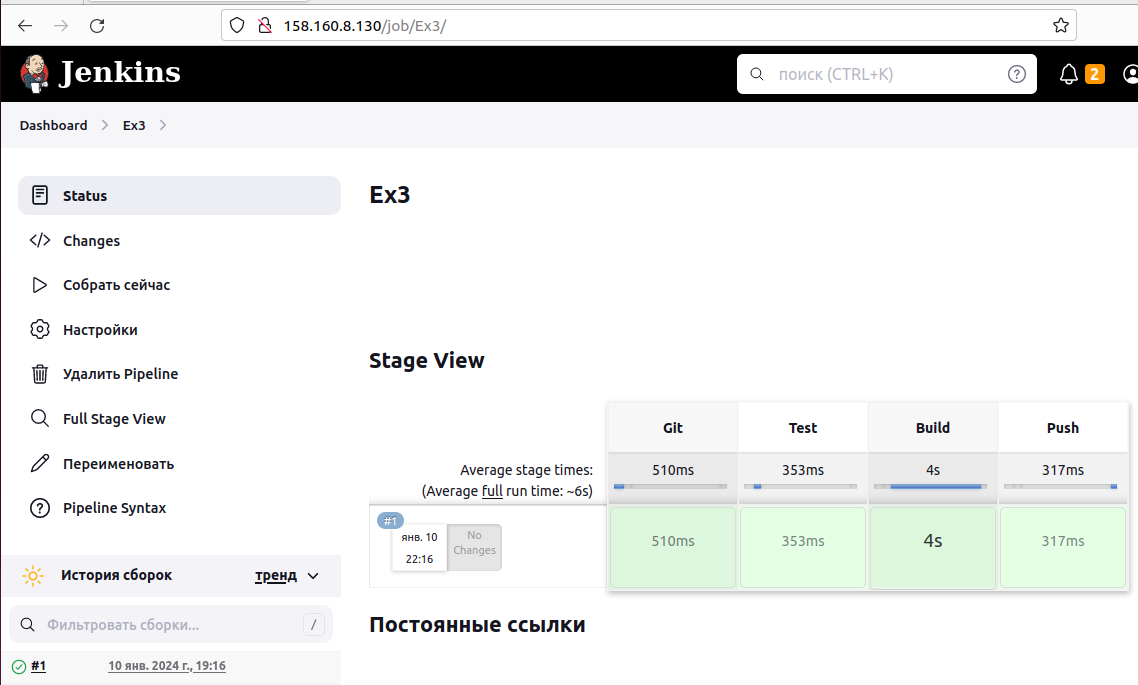 158.160.8.130/job/Ex3/
Jenkins
поиск (CTRL+K)
?
2
Dashboard
Ex3
Status
Changes
Собрать сейчас
Настройки
Удалить Pipeline
Full Stage View
Переименовать
Pipeline Syntax
История сборок
тренд
Фильтровать сборки...
/
#1
10 янв. 2024 г., 19:16
Ex3
Stage View
Git
Test
Build
Push
Average stage times:
(Average full run time: ~6s)
510ms
353ms
4s
317ms
#1
янв. 10
22:16
No
Changes
510ms
353ms
4s
317ms
Постоянные ссылки